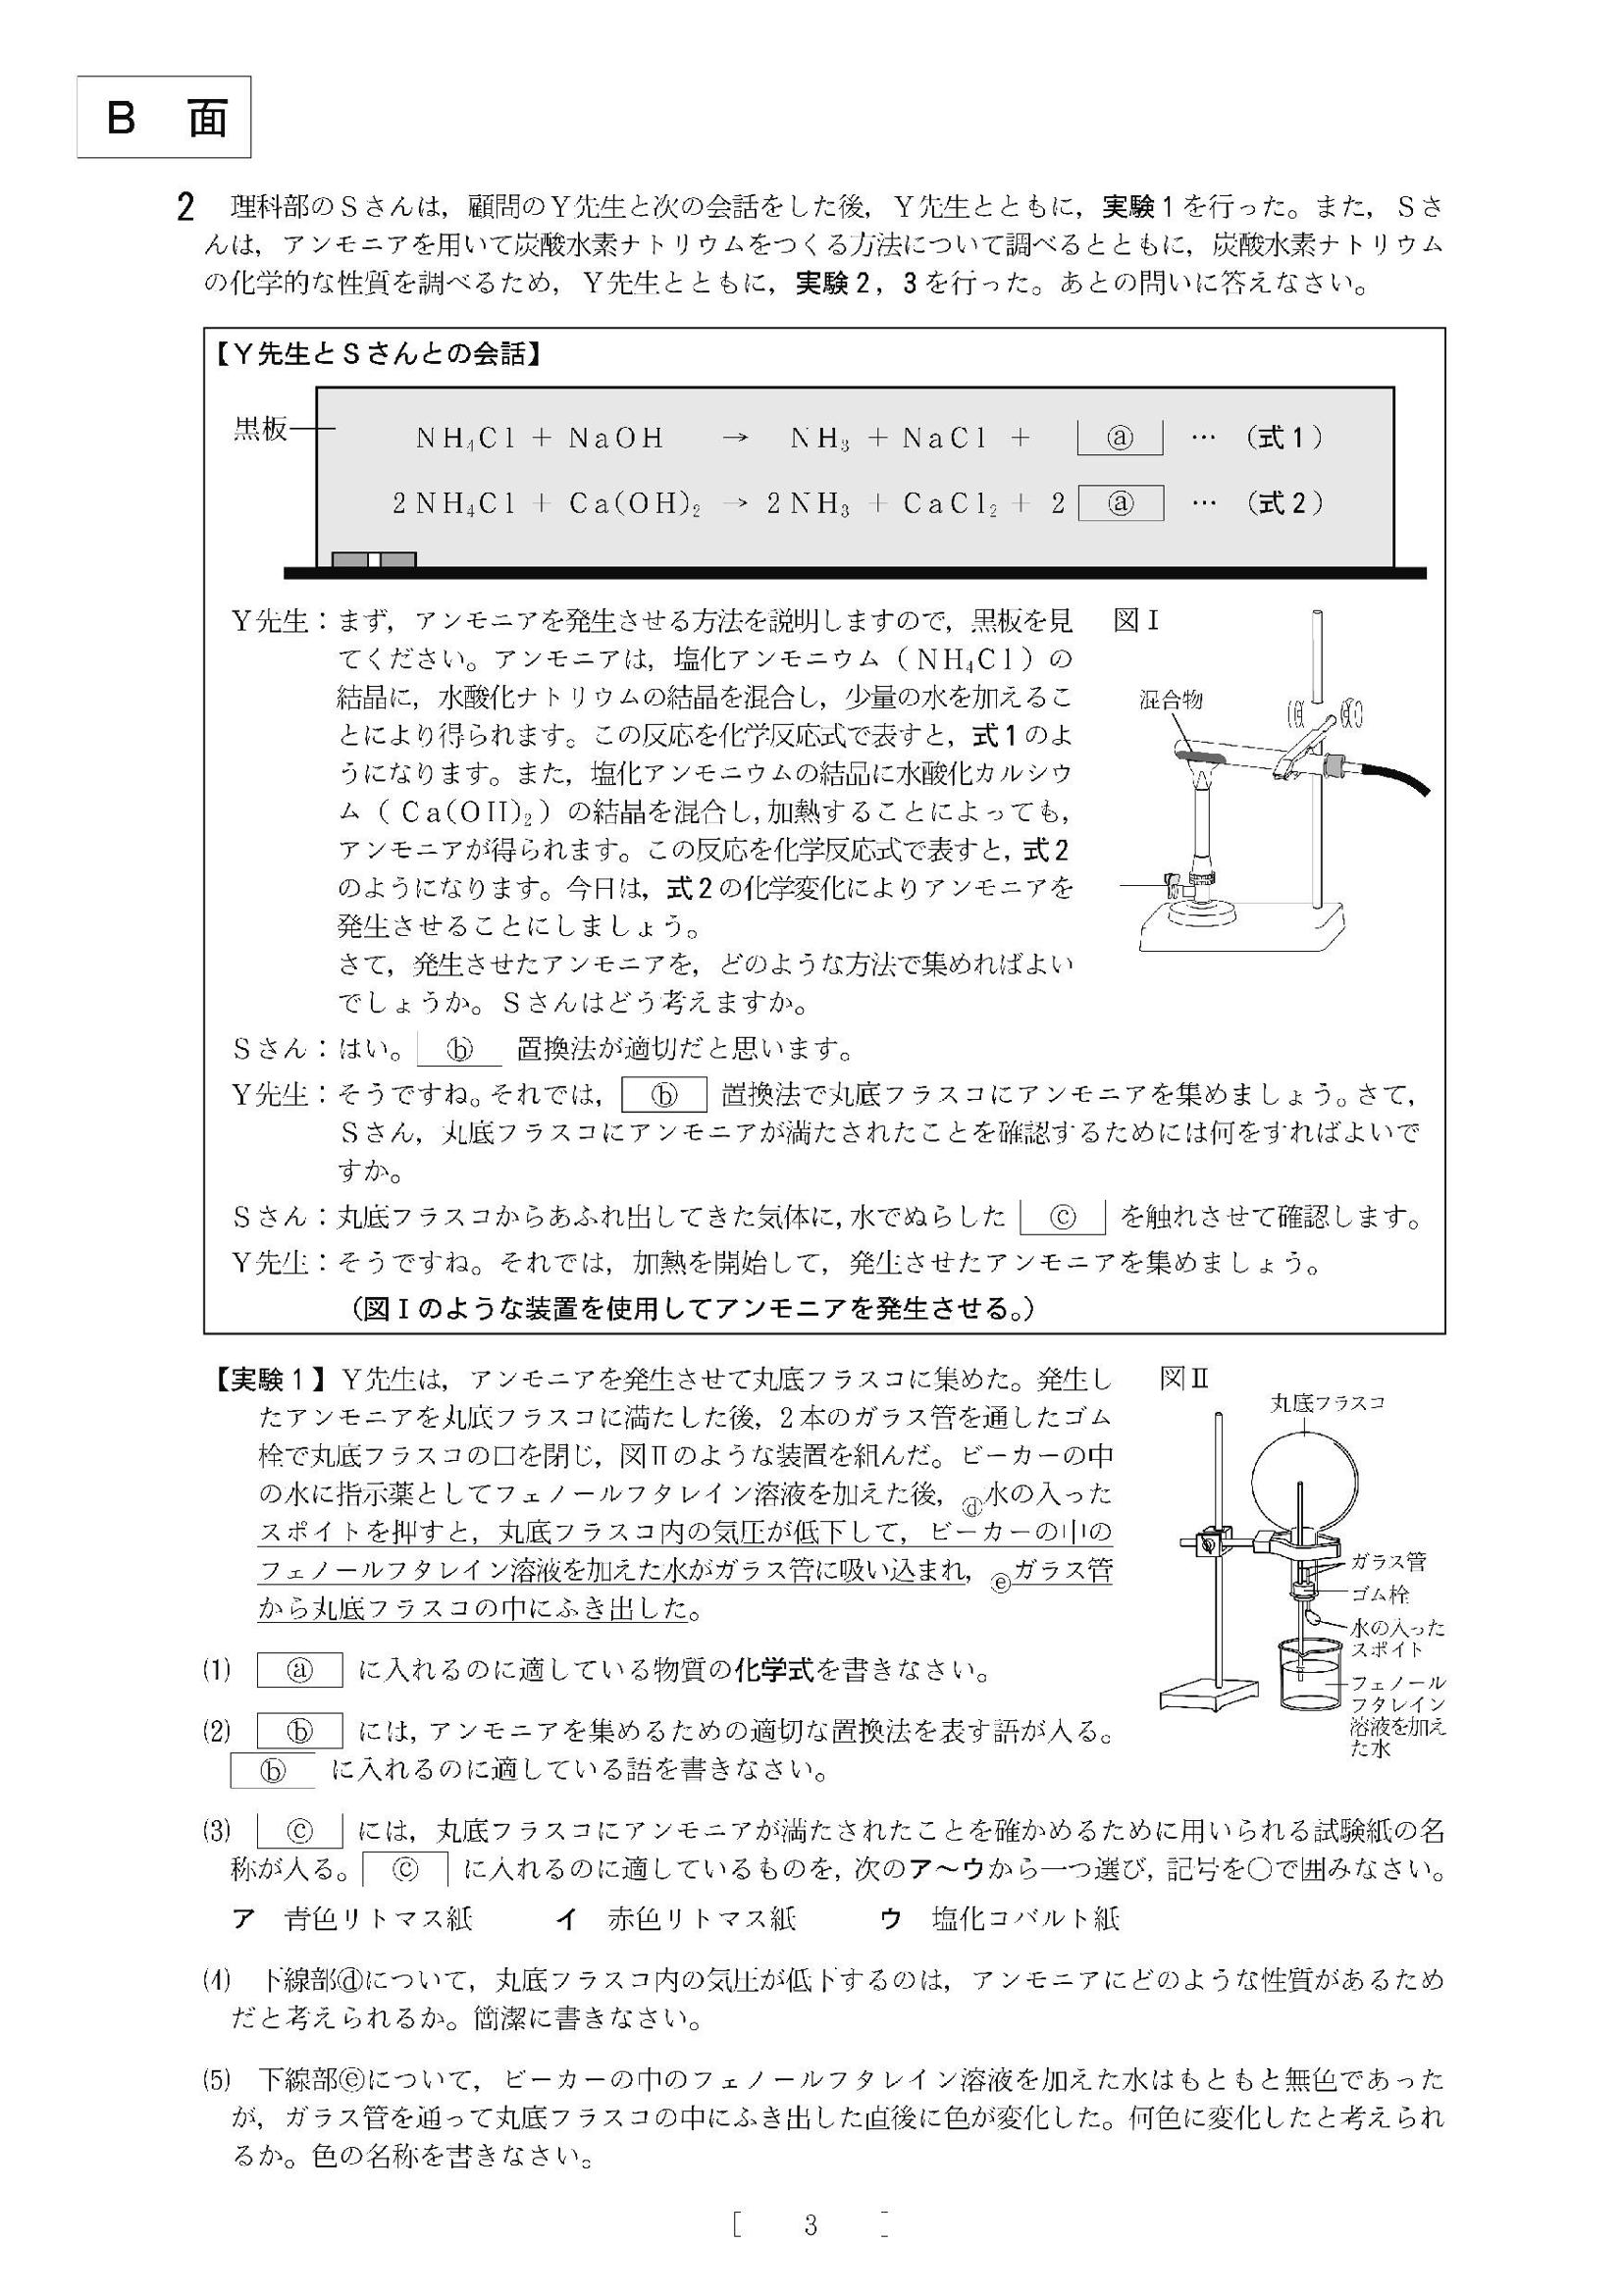 B 面
2 理科部のSさんは，顧問のY先生と次の会話をした後，Y先生とともに，実験1を行った。また，Sさ
んは，アンモニアを用いて炭酸水素ナトリウムをつくる方法について調べるとともに，炭酸水素ナトリウム
の化学的な性質を調べるため，Y先生とともに，実験2，3を行った。あとの問いに答えなさい。
【Y先生とSさんとの会話】
黒板
NH₄Cl + NaOH → NH₃ + NaCl + ⓐ … （式1）
2NH₄Cl + Ca(OH)₂ → 2NH₃ + CaCl₂ + 2 ⓐ … （式2）
Y先生：まず，アンモニアを発生させる方法を説明しますので，黒板を見
てください。アンモニアは，塩化アンモニウム（NH₄Cl）の
結晶に，水酸化ナトリウムの結晶を混合し，少量の水を加えるこ
とにより得られます。この反応を化学反応式で表すと，式1のよ
うになります。また，塩化アンモニウムの結晶に水酸化カルシウ
ム（Ca(OH)₂）の結晶を混合し，加熱することによっても，
アンモニアが得られます。この反応を化学反応式で表すと，式2
のようになります。今日は，式2の化学変化によりアンモニアを
発生させることにしましょう。
さて，発生させたアンモニアを，どのような方法で集めればよい
でしょうか。Sさんはどう考えますか。
図Ⅰ
混合物
Sさん：はい。 ⓑ 置換法が適切だと思います。
Y先生：そうですね。それでは， ⓑ 置換法で丸底フラスコにアンモニアを集めましょう。さて，
Sさん，丸底フラスコにアンモニアが満たされたことを確認するためには何をすればよいで
すか。
Sさん：丸底フラスコからあふれ出してきた気体に，水でぬらした ⓒ を触れさせて確認します。
Y先生：そうですね。それでは，加熱を開始して，発生させたアンモニアを集めましょう。
（図Ⅰのような装置を使用してアンモニアを発生させる。）
【実験1】Y先生は，アンモニアを発生させて丸底フラスコに集めた。発生し
たアンモニアを丸底フラスコに満たした後，2本のガラス管を通したゴム
栓で丸底フラスコの口を閉じ，図Ⅱのような装置を組んだ。ビーカーの中
の水に指示薬としてフェノールフタレイン溶液を加えた後，ⓓ水の入った
スポイトを押すと，丸底フラスコ内の気圧が低下して，ビーカーの中の
フェノールフタレイン溶液を加えた水がガラス管に吸い込まれ，ⓔガラス管
から丸底フラスコの中にふき出した。
図Ⅱ
丸底フラスコ
ガラス管
ゴム栓
水の入った
スポイト
フェノール
フタレイン
溶液を加え
た水
(1) ⓐ に入れるのに適している物質の化学式を書きなさい。
(2) ⓑ には，アンモニアを集めるための適切な置換法を表す語が入る。
ⓑ に入れるのに適している語を書きなさい。
(3) ⓒ には，丸底フラスコにアンモニアが満たされたことを確かめるために用いられる試験紙の名
称が入る。 ⓒ に入れるのに適しているものを，次のア～ウから一つ選び，記号を○で囲みなさい。
ア 青色リトマス紙 イ 赤色リトマス紙 ウ 塩化コバルト紙
(4) 下線部ⓓについて，丸底フラスコ内の気圧が低下するのは，アンモニアにどのような性質があるため
だと考えられるか。簡潔に書きなさい。
(5) 下線部ⓔについて，ビーカーの中のフェノールフタレイン溶液を加えた水はもともと無色であった
が，ガラス管を通って丸底フラスコの中にふき出した直後に色が変化した。何色に変化したと考えられ
るか。色の名称を書きなさい。
[ 3 ]